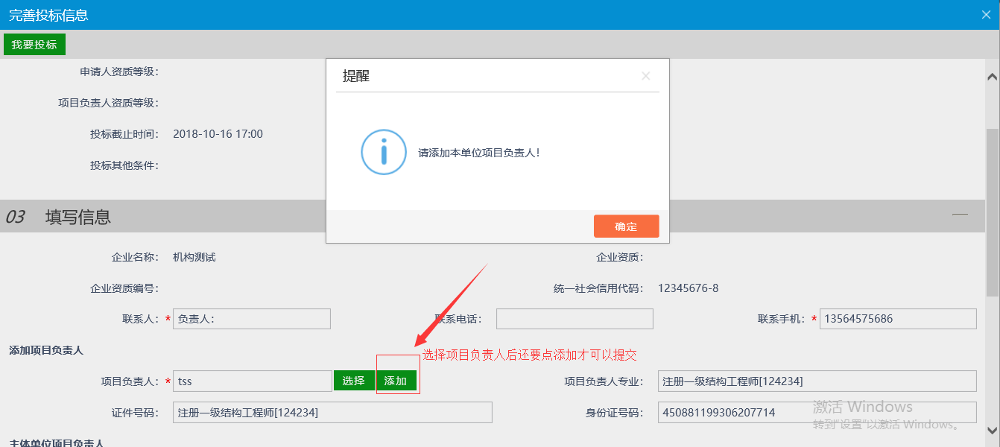 完善投标信息
我要投标
申请人资质等级：
项目负责人资质等级：
投标截止时间： 2018-10-16 17:00
投标其他条件：
提醒
请添加本单位项目负责人！
确定
03 填写信息
企业名称： 机构测试 企业资质：
企业资质编号： 统一社会信用代码： 12345676-8
联系人：* 负责人： 联系电话： 联系手机：* 13564575686
添加项目负责人
选择项目负责人后还要点添加才可以提交
项目负责人：* tss 选择 添加 项目负责人专业： 注册一级结构工程师[124234]
证件号码： 注册一级结构工程师[124234] 身份证号码： 450881199306207714
激活 Windows
转到“设置”以激活 Windows。
主体单位项目负责人